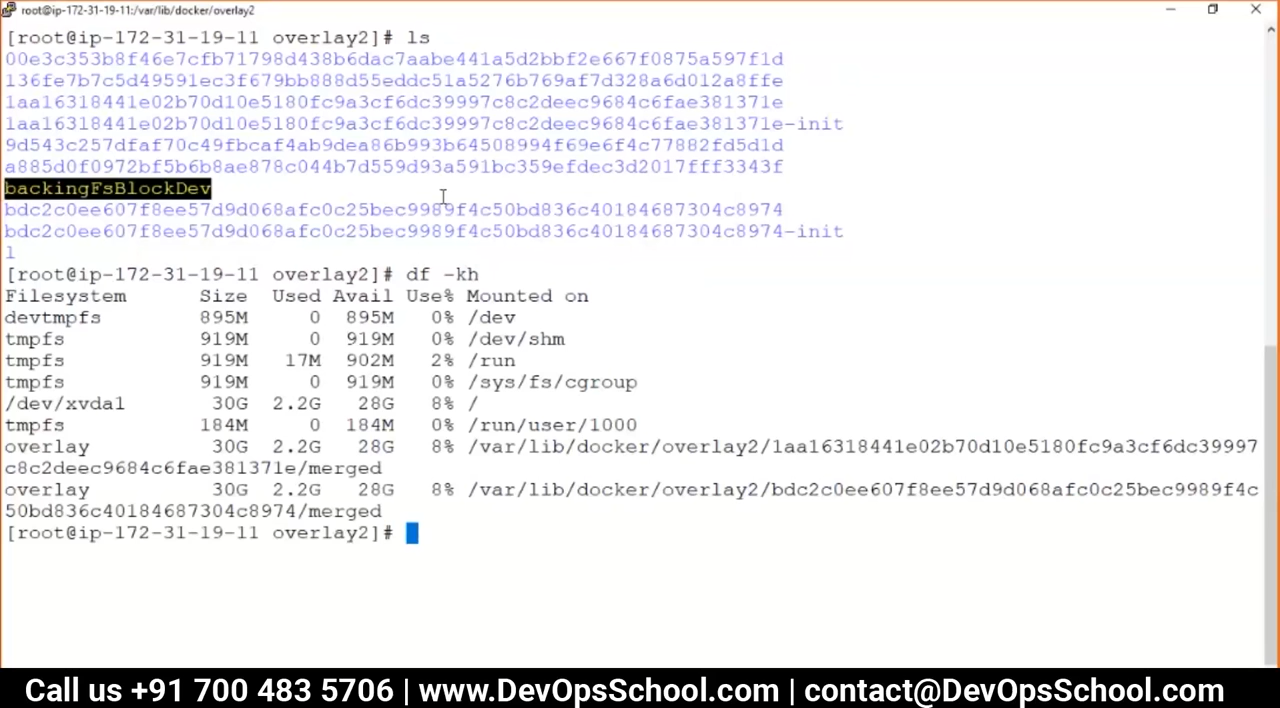 root@ip-172-31-19-11:/var/lib/docker/overlay2
[root@ip-172-31-19-11 overlay2]# ls
00e3c353b8f46e7cfb71798d438b6dac7aabe441a5d2bbf2e667f0875a597f1d
136fe7b7c5d49591ec3f679bb888d55eddc51a5276b769af7d328a6d012a8ffe
1aa16318441e02b70d10e5180fc9a3cf6dc39997c8c2deec9684c6fae381371e
1aa16318441e02b70d10e5180fc9a3cf6dc39997c8c2deec9684c6fae381371e-init
9d543c257dfaf70c49fbcaf4ab9dea86b993b64508994f69e6f4c77882fd5d1d
a885d0f0972bf5b6b8ae878c044b7d559d93a591bc359efdec3d2017fff3343f
backingFsBlockDev
bdc2c0ee607f8ee57d9d068afc0c25bec9989f4c50bd836c40184687304c8974
bdc2c0ee607f8ee57d9d068afc0c25bec9989f4c50bd836c40184687304c8974-init
l
[root@ip-172-31-19-11 overlay2]# df -kh
Filesystem      Size  Used Avail Use% Mounted on
devtmpfs        895M     0  895M   0% /dev
tmpfs           919M     0  919M   0% /dev/shm
tmpfs           919M   17M  902M   2% /run
tmpfs           919M     0  919M   0% /sys/fs/cgroup
/dev/xvda1       30G  2.2G   28G   8% /
tmpfs           184M     0  184M   0% /run/user/1000
overlay          30G  2.2G   28G   8% /var/lib/docker/overlay2/1aa16318441e02b70d10e5180fc9a3cf6dc39997
c8c2deec9684c6fae381371e/merged
overlay          30G  2.2G   28G   8% /var/lib/docker/overlay2/bdc2c0ee607f8ee57d9d068afc0c25bec9989f4c
50bd836c40184687304c8974/merged
[root@ip-172-31-19-11 overlay2]#
Call us +91 700 483 5706 | www.DevOpsSchool.com | contact@DevOpsSchool.com